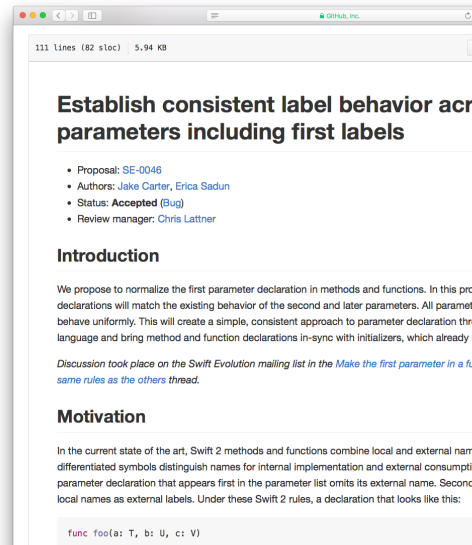 GitHub, Inc.
111 lines (82 sloc) 5.94 KB
Establish consistent label behavior acr
parameters including first labels
Proposal: SE-0046
Authors: Jake Carter, Erica Sadun
Status: Accepted (Bug)
Review manager: Chris Lattner
Introduction
We propose to normalize the first parameter declaration in methods and functions. In this pro
declarations will match the existing behavior of the second and later parameters. All paramet
behave uniformly. This will create a simple, consistent approach to parameter declaration thr
language and bring method and function declarations in-sync with initializers, which already
Discussion took place on the Swift Evolution mailing list in the Make the first parameter in a fu
same rules as the others thread.
Motivation
In the current state of the art, Swift 2 methods and functions combine local and external nam
differentiated symbols distinguish names for internal implementation and external consumpti
parameter declaration that appears first in the parameter list omits its external name. Second
local names as external labels. Under these Swift 2 rules, a declaration that looks like this:
func foo(a: T, b: U, c: V)